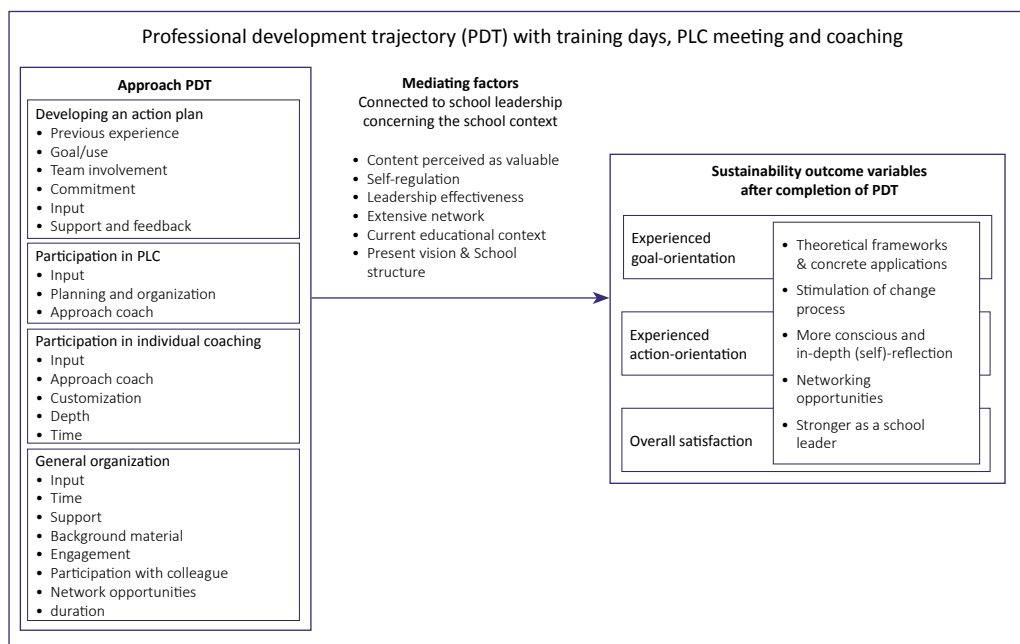 Professional development trajectory (PDT) with training days, PLC meeting and coaching
Approach PDT
Developing an action plan
• Previous experience
• Goal/use
• Team involvement
• Commitment
• Input
• Support and feedback
Participation in PLC
• Input
• Planning and organization
• Approach coach
Participation in individual coaching
• Input
• Approach coach
• Customization
• Depth
• Time
General organization
• Input
• Time
• Support
• Background material
• Engagement
• Participation with colleague
• Network opportunities
• duration
Mediating factors
Connected to school leadership
concerning the school context
• Content perceived as valuable
• Self-regulation
• Leadership effectiveness
• Extensive network
• Current educational context
• Present vision & School
structure
Sustainability outcome variables
after completion of PDT
Experienced
goal-orientation
Experienced
action-orientation
Overall satisfaction
• Theoretical frameworks
& concrete applications
• Stimulation of change
process
• More conscious and
in-depth (self)-reflection
• Networking
opportunities
• Stronger as a school
leader